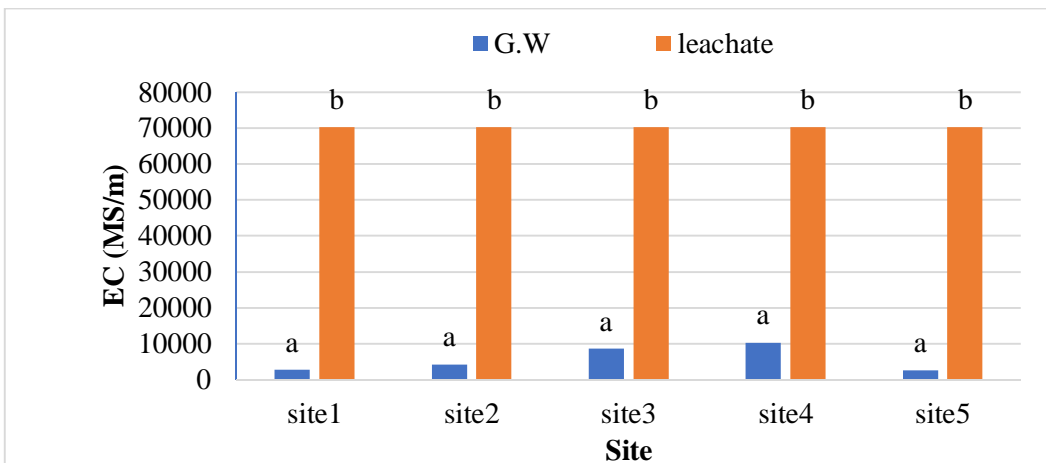 G.W leachate
80000
70000
60000
50000
40000
30000
20000
10000
0
EC (MS/m)
b b b b b
a a a a a
site1 site2 site3 site4 site5
Site